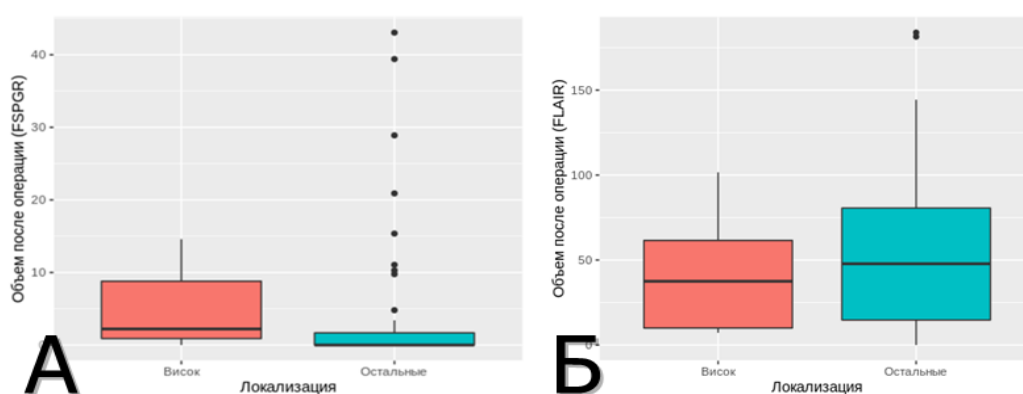 Объем после операции (FSPGR)
40
30
20
10
Висок
Остальные
Локализация
А
Объем после операции (FLAIR)
150
100
50
0
Висок
Остальные
Локализация
Б